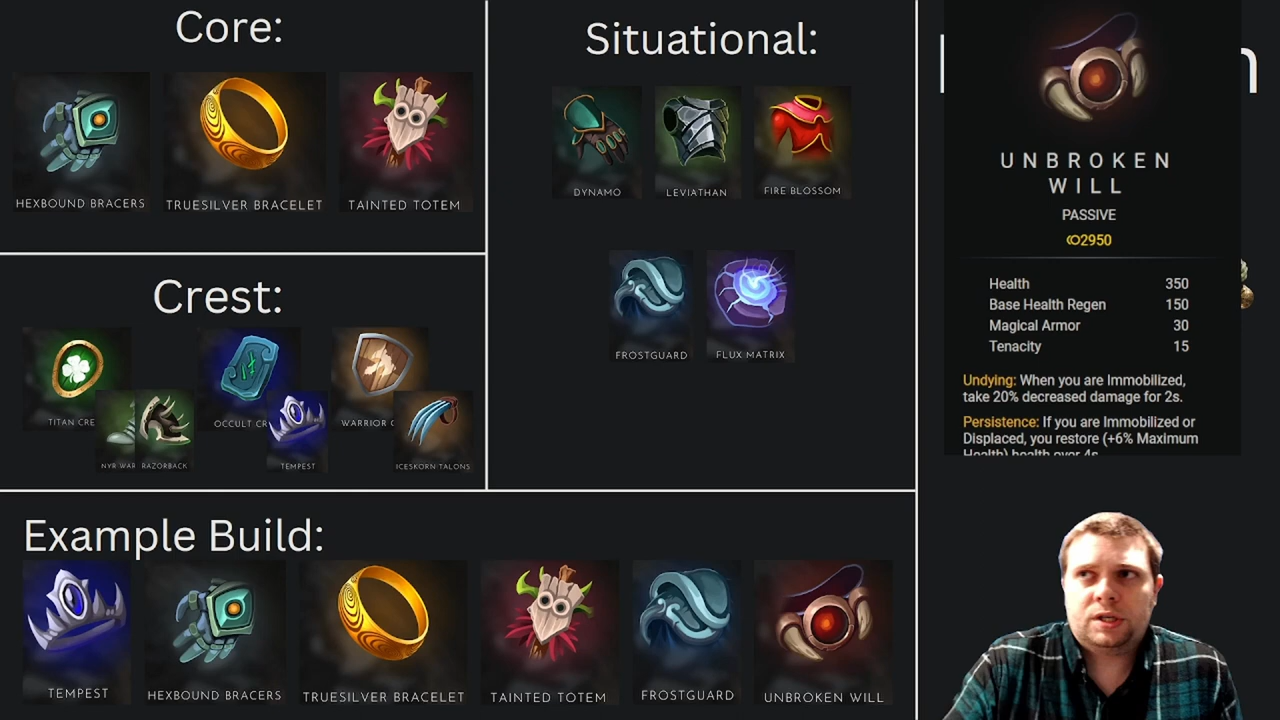 Core:
HEXBOUND BRACERS
TRUESILVER BRACELET
TAINTED TOTEM
Crest:
TITAN CRE
NYR WAR
RAZORBACK
OCCULT CR
TEMPEST
WARRIOR C
ICESKORN TALONS
Situational:
DYNAMO
LEVIATHAN
FIRE BLOSSOM
FROSTGUARD
FLUX MATRIX
Example Build:
TEMPEST
HEXBOUND BRACERS
TRUESILVER BRACELET
TAINTED TOTEM
FROSTGUARD
UNBROKEN WILL
UNBROKEN
WILL
PASSIVE
2950
Health 350
Base Health Regen 150
Magical Armor 30
Tenacity 15
Undying: When you are Immobilized,
take 20% decreased damage for 2s.
Persistence: If you are Immobilized or
Displaced, you restore (+6% Maximum
Health) health over 4s